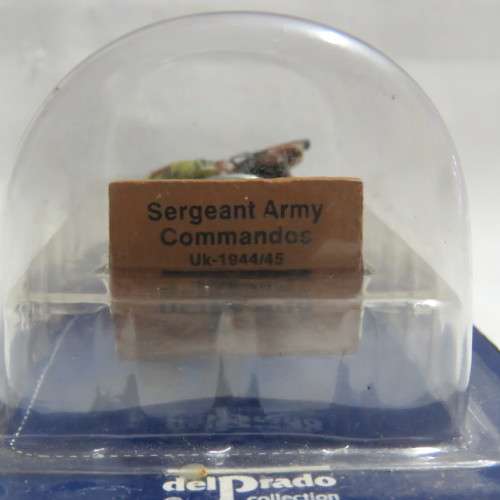 Sergeant Army
Commandos
Uk-1944/45
delPrado
collection